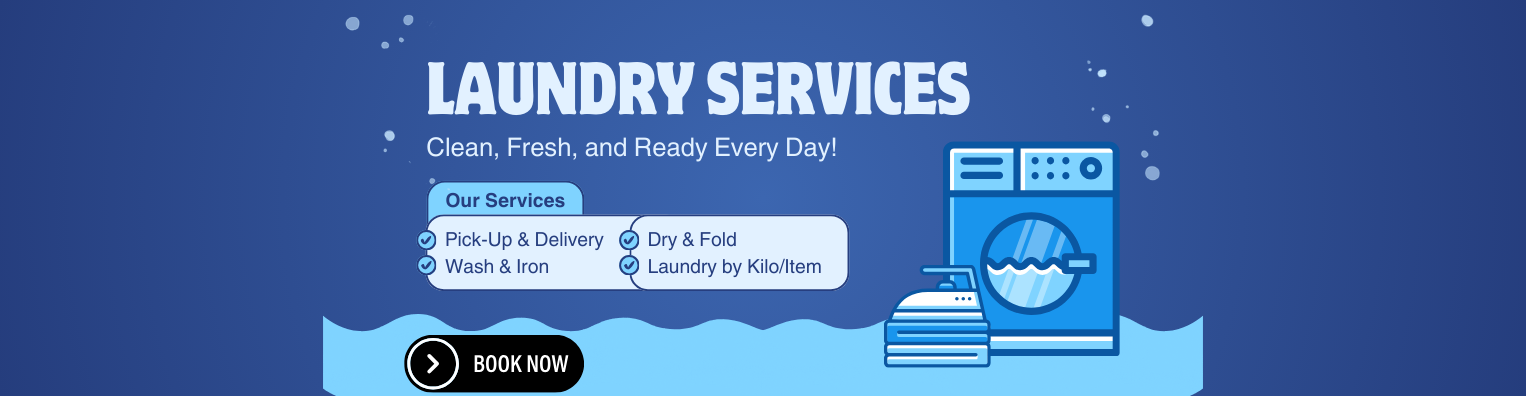 LAUNDRY SERVICES
Clean, Fresh, and Ready Every Day!
Our Services
Pick-Up & Delivery
Wash & Iron
Dry & Fold
Laundry by Kilo/Item
BOOK NOW